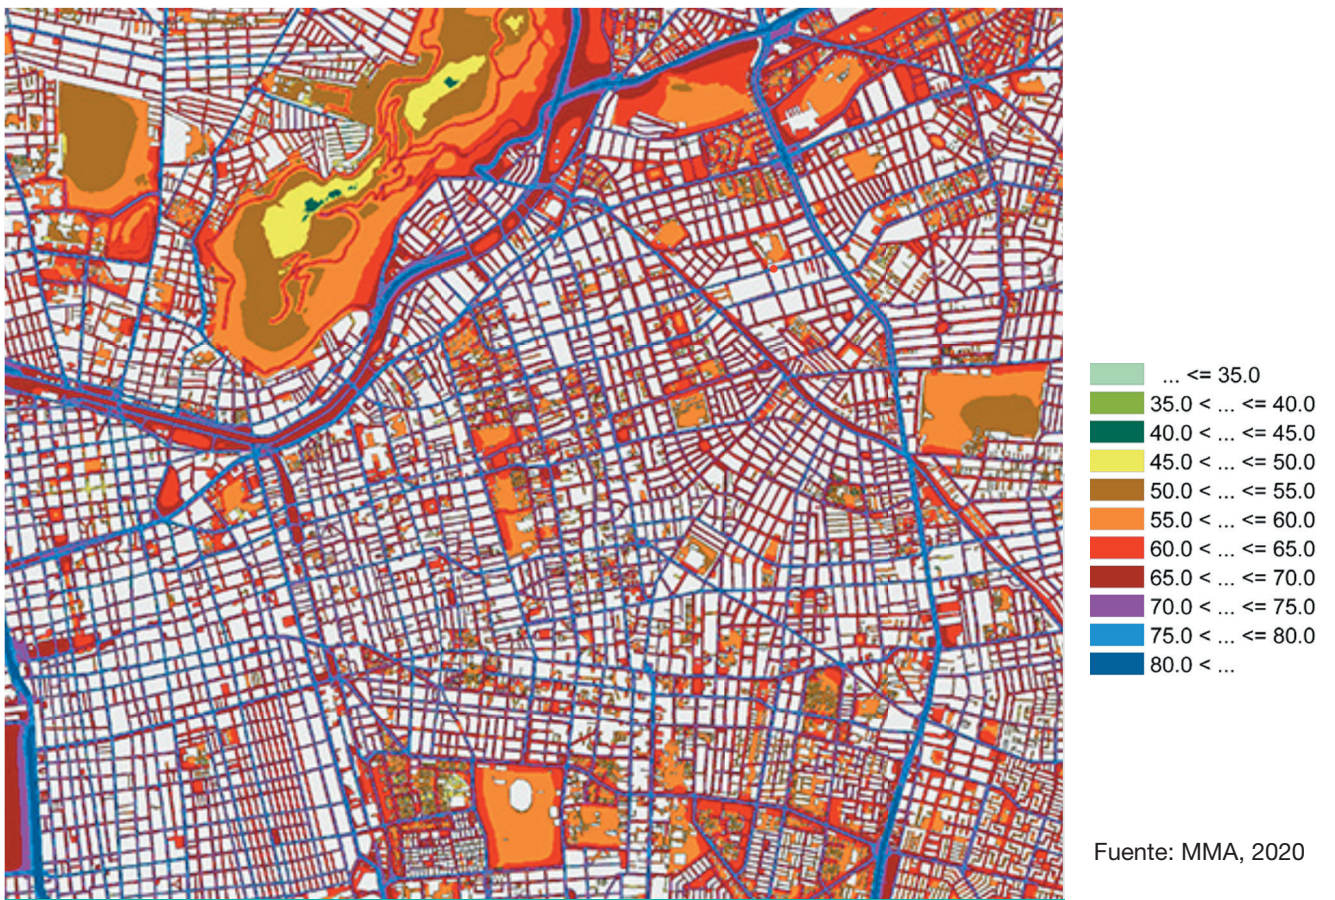 ... <= 35.0
35.0 < ... <= 40.0
40.0 < ... <= 45.0
45.0 < ... <= 50.0
50.0 < ... <= 55.0
55.0 < ... <= 60.0
60.0 < ... <= 65.0
65.0 < ... <= 70.0
70.0 < ... <= 75.0
75.0 < ... <= 80.0
80.0 < ...
Fuente: MMA, 2020